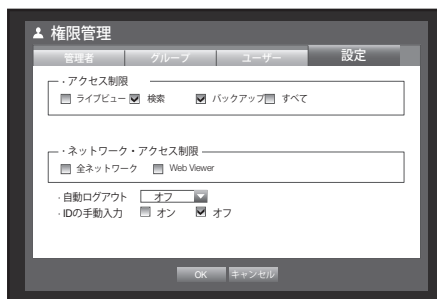 権限管理
管理者 グループ ユーザー 設定
・アクセス制限
ライブビュー 検索 バックアップ すべて
・ネットワーク・アクセス制限
全ネットワーク Web Viewer
・自動ログアウト オフ
・IDの手動入力 オン オフ
OK キャンセル